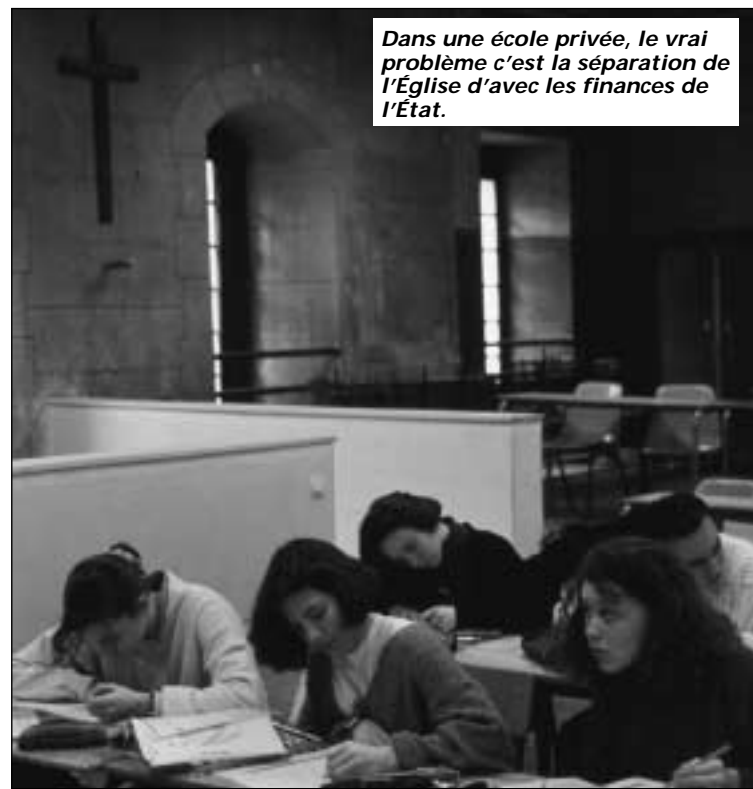 Dans une école privée, le vrai
problème c'est la séparation de
l'Église d'avec les finances de
l'État.